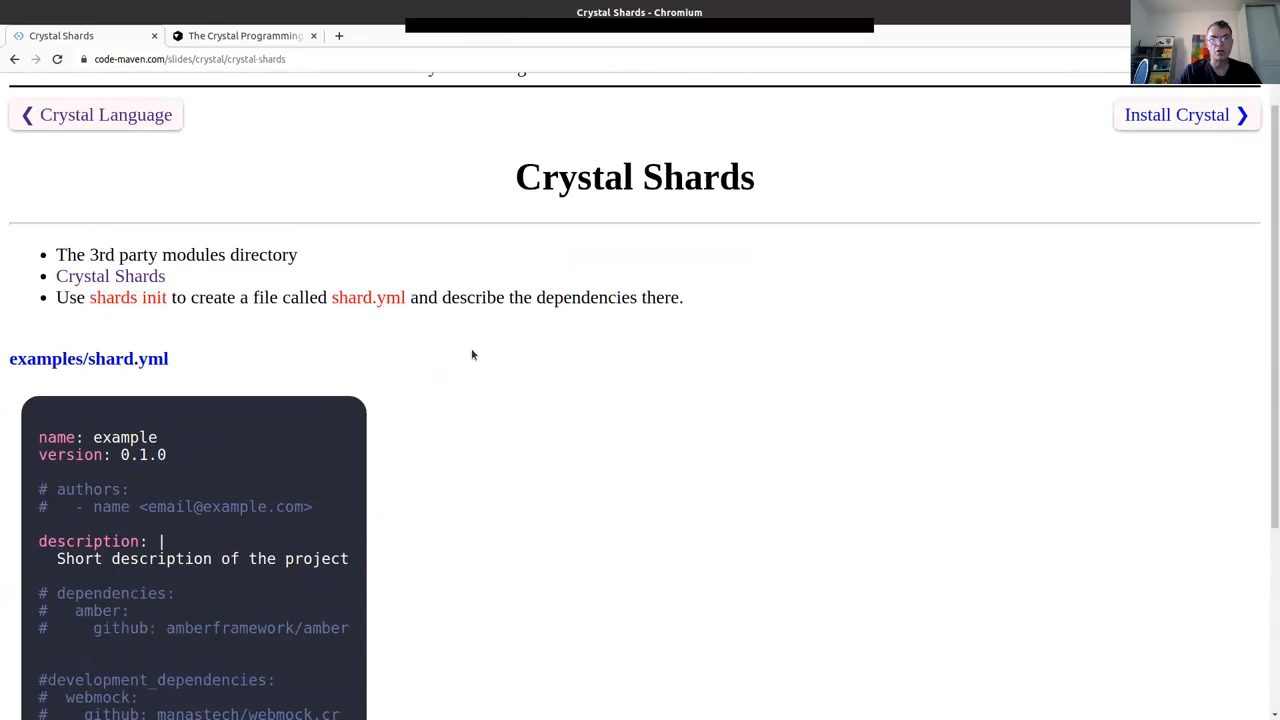 Crystal Shards - Chromium
Crystal Shards
The Crystal Programming
code-maven.com/slides/crystal/crystal-shards
❮ Crystal Language
Install Crystal ❯
Crystal Shards
• The 3rd party modules directory
• Crystal Shards
• Use shards init to create a file called shard.yml and describe the dependencies there.
examples/shard.yml
name: example
version: 0.1.0
# authors:
#   - name <email@example.com>
description: |
  Short description of the project
# dependencies:
#   amber:
#     github: amberframework/amber
#development_dependencies:
#  webmock:
#    github: manastech/webmock.cr